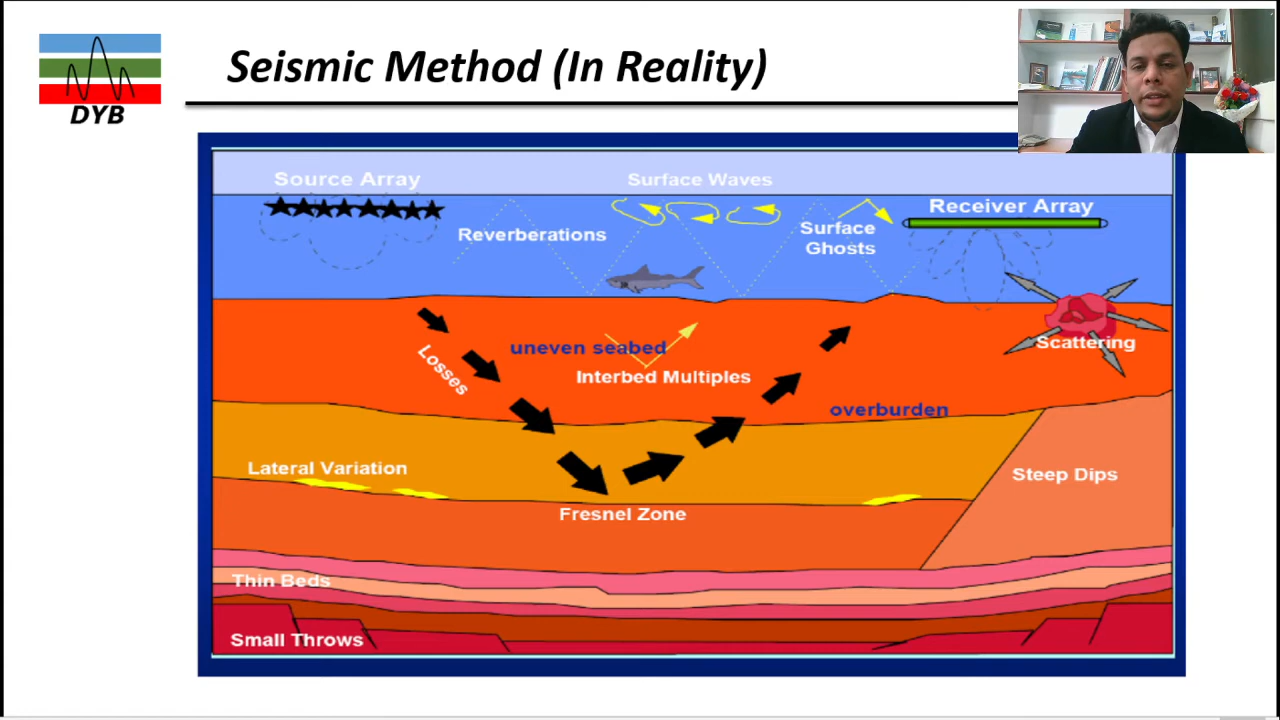 DYB
Seismic Method (In Reality)
Source Array
Surface Waves
Receiver Array
Reverberations
Surface
Ghosts
Scattering
uneven seabed
Losses
Interbed Multiples
overburden
Lateral Variation
Steep Dips
Fresnel Zone
Thin Beds
Small Throws